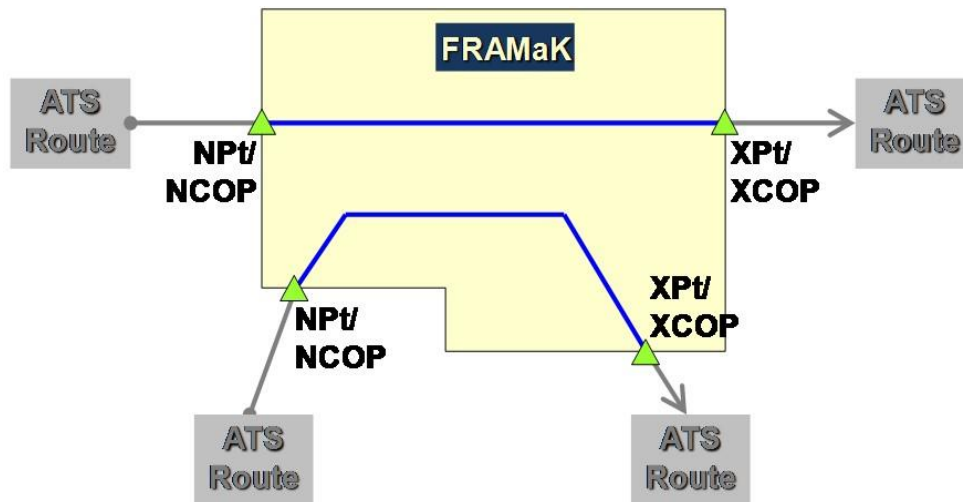 FRAMaK
ATS
Route
ATS
Route
NPt/
NCOP
XPt/
XCOP
NPt/
NCOP
XPt/
XCOP
ATS
Route
ATS
Route